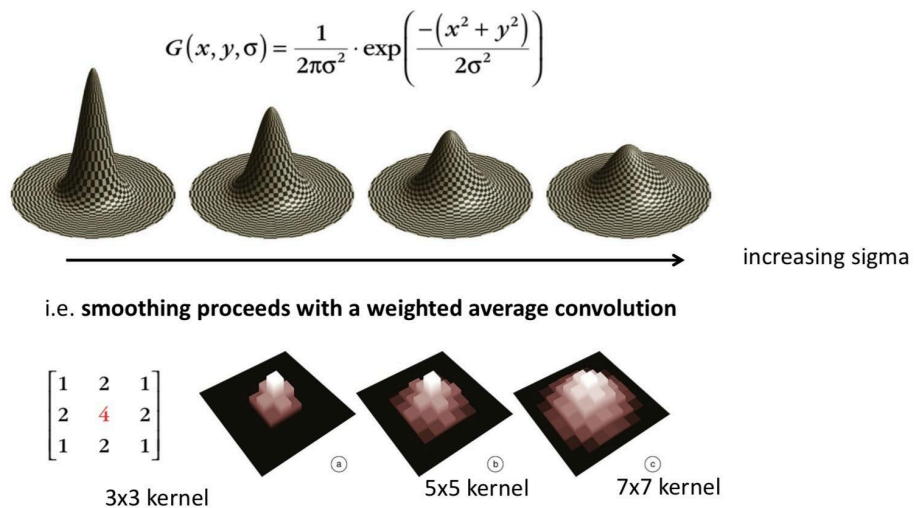 G(x, y, σ) = 1/(2πσ²) · exp(−(x² + y²)/(2σ²))
increasing sigma
i.e. smoothing proceeds with a weighted average convolution
1 2 1
2 4 2
1 2 1
a
b
c
3x3 kernel
5x5 kernel
7x7 kernel